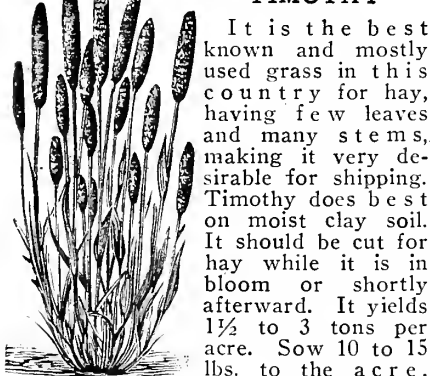 TIMOTHY
It is the best
known and mostly
used grass in this
country for hay,
having few leaves
and many stems,
making it very de-
sirable for shipping.
Timothy does best
on moist clay soil.
It should be cut for
hay while it is in
bloom or shortly
afterward. It yields
1½ to 3 tons per
acre. Sow 10 to 15
lbs. to the acre.